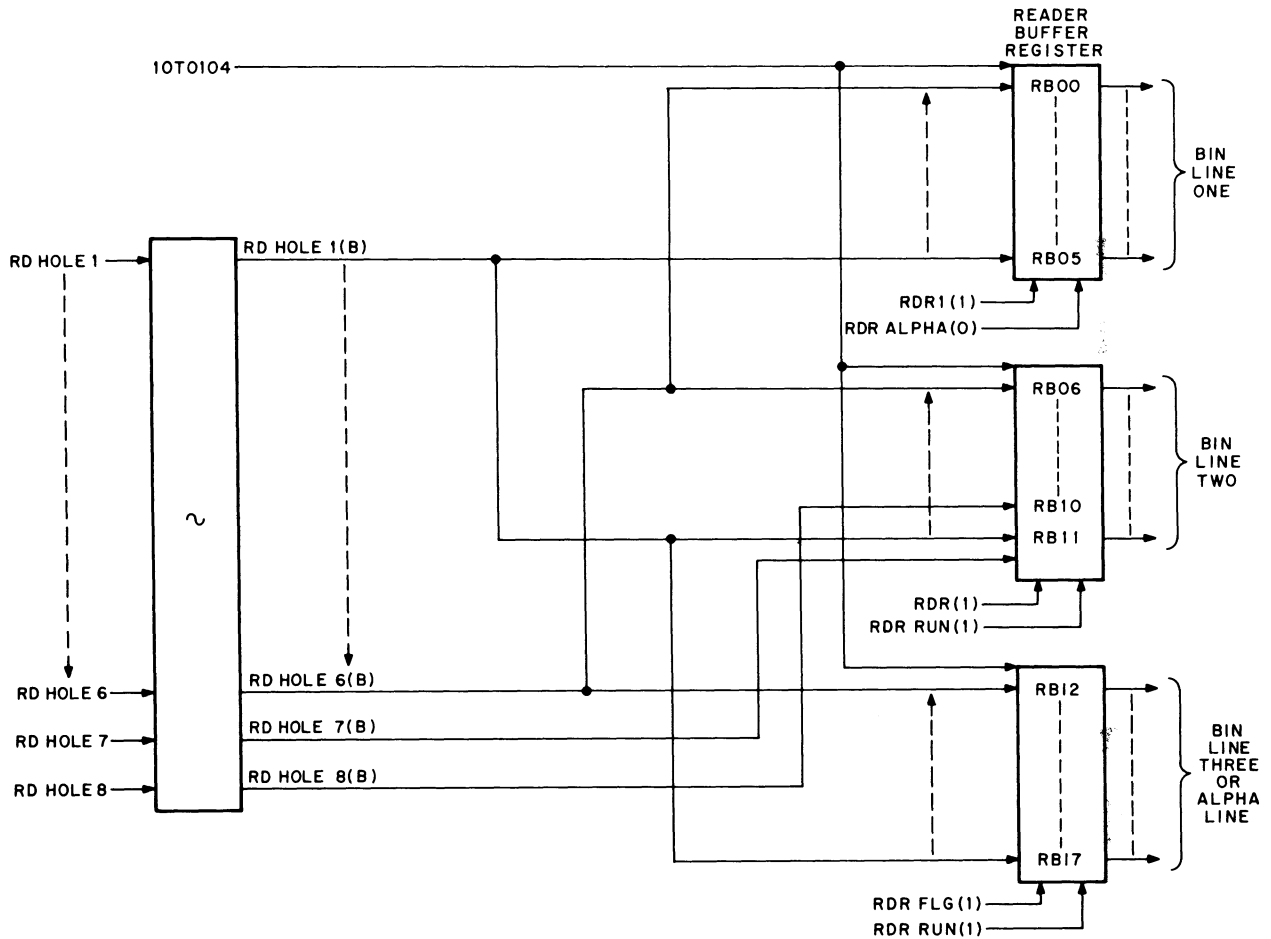 READER
BUFFER
REGISTER
IOT0104
RB00
BIN
LINE
ONE
RD HOLE 1
RD HOLE 1(B)
RB05
RDR1(1)
RDR ALPHA(0)
RB06
BIN
LINE
TWO
~
RB10
RB11
RDR(1)
RDR RUN(1)
RD HOLE 6
RD HOLE 6(B)
RB12
RD HOLE 7
RD HOLE 7(B)
RD HOLE 8
RD HOLE 8(B)
BIN
LINE
THREE
OR
ALPHA
LINE
RB17
RDR FLG(1)
RDR RUN(1)